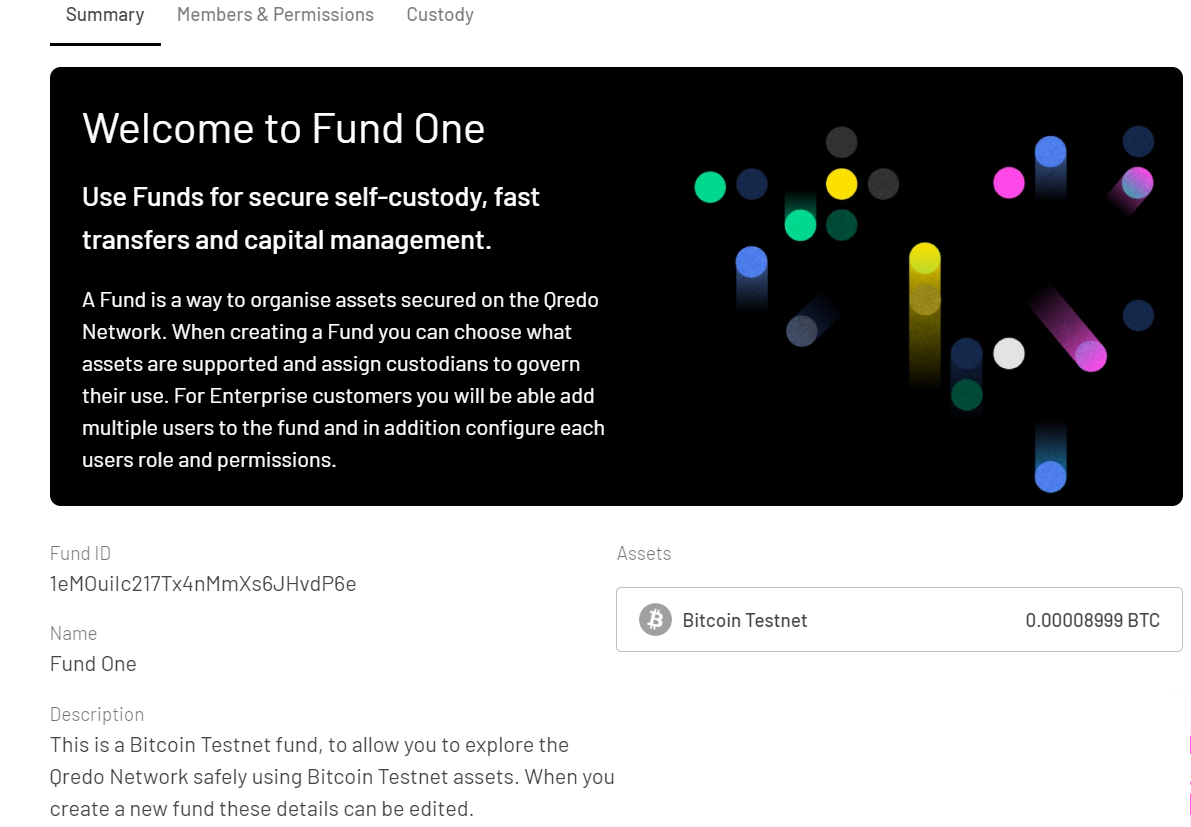 Summary Members & Permissions Custody
Welcome to Fund One
Use Funds for secure self-custody, fast
transfers and capital management.
A Fund is a way to organise assets secured on the Qredo
Network. When creating a Fund you can choose what
assets are supported and assign custodians to govern
their use. For Enterprise customers you will be able add
multiple users to the fund and in addition configure each
users role and permissions.
Fund ID
1eMOuiIc217Tx4nMmXs6JHvdP6e
Name
Fund One
Description
This is a Bitcoin Testnet fund, to allow you to explore the
Qredo Network safely using Bitcoin Testnet assets. When you
create a new fund these details can be edited.
Assets
Bitcoin Testnet 0.00008999 BTC